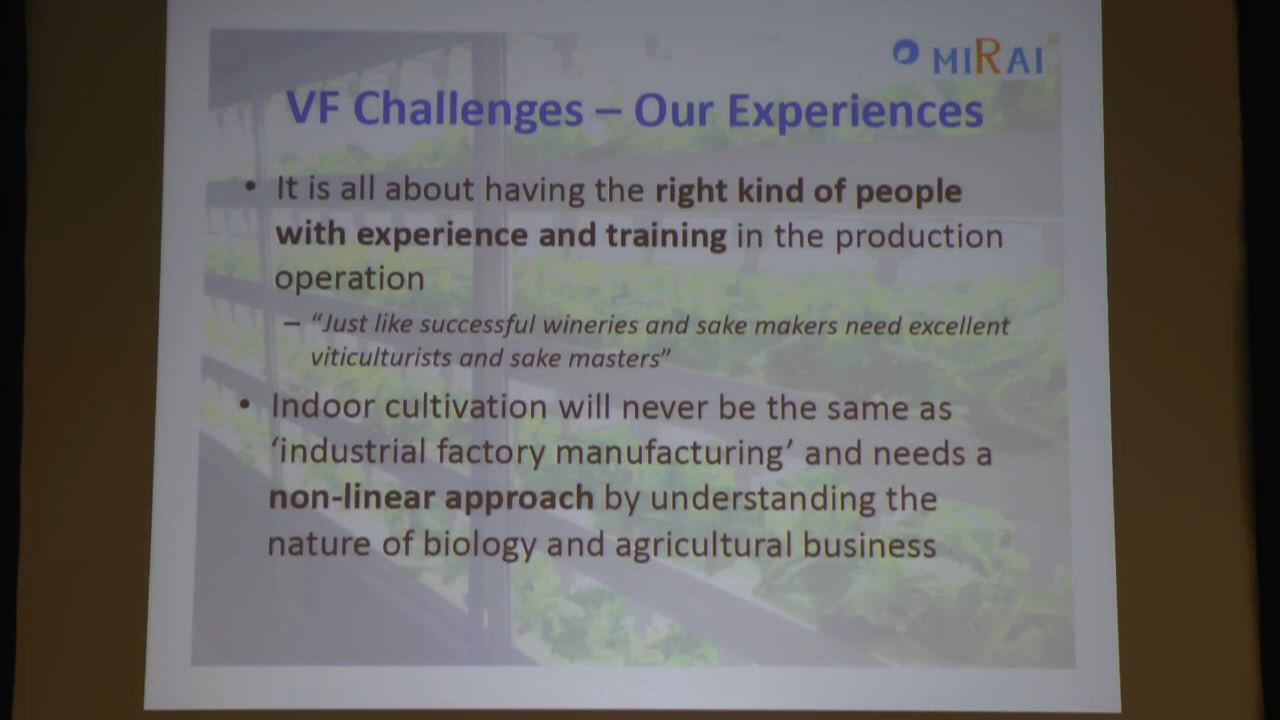 MIRAI
VF Challenges – Our Experiences
• It is all about having the right kind of people
with experience and training in the production
operation
– “Just like successful wineries and sake makers need excellent
viticulturists and sake masters”
• Indoor cultivation will never be the same as
‘industrial factory manufacturing’ and needs a
non-linear approach by understanding the
nature of biology and agricultural business